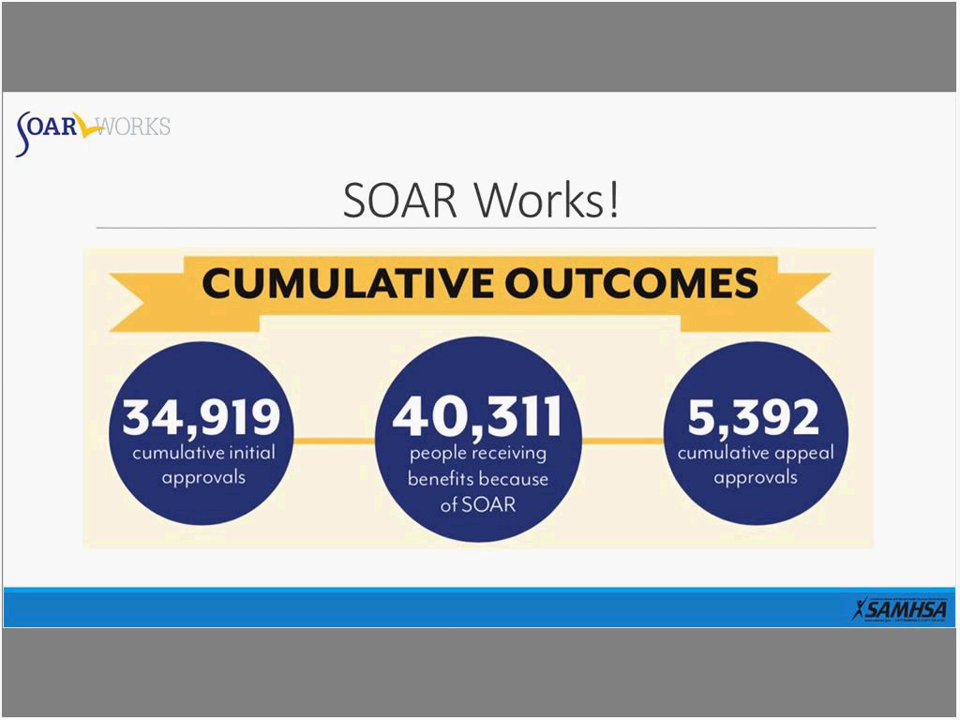 SOAR WORKS
SOAR Works!
CUMULATIVE OUTCOMES
34,919
cumulative initial
approvals
40,311
people receiving
benefits because
of SOAR
5,392
cumulative appeal
approvals
SAMHSA